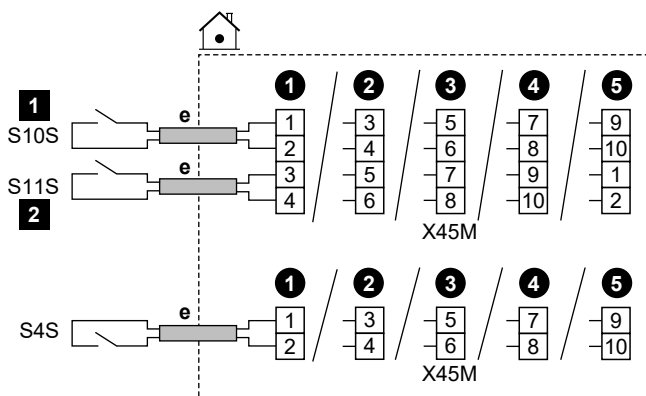 1 2 3 4 5
1 e 1 3 5 7 9
S10S 2 4 6 8 10
S11S e 3 5 7 9 1
2 4 6 8 10 2
X45M
1 2 3 4 5
S4S e 1 3 5 7 9
2 4 6 8 10
X45M